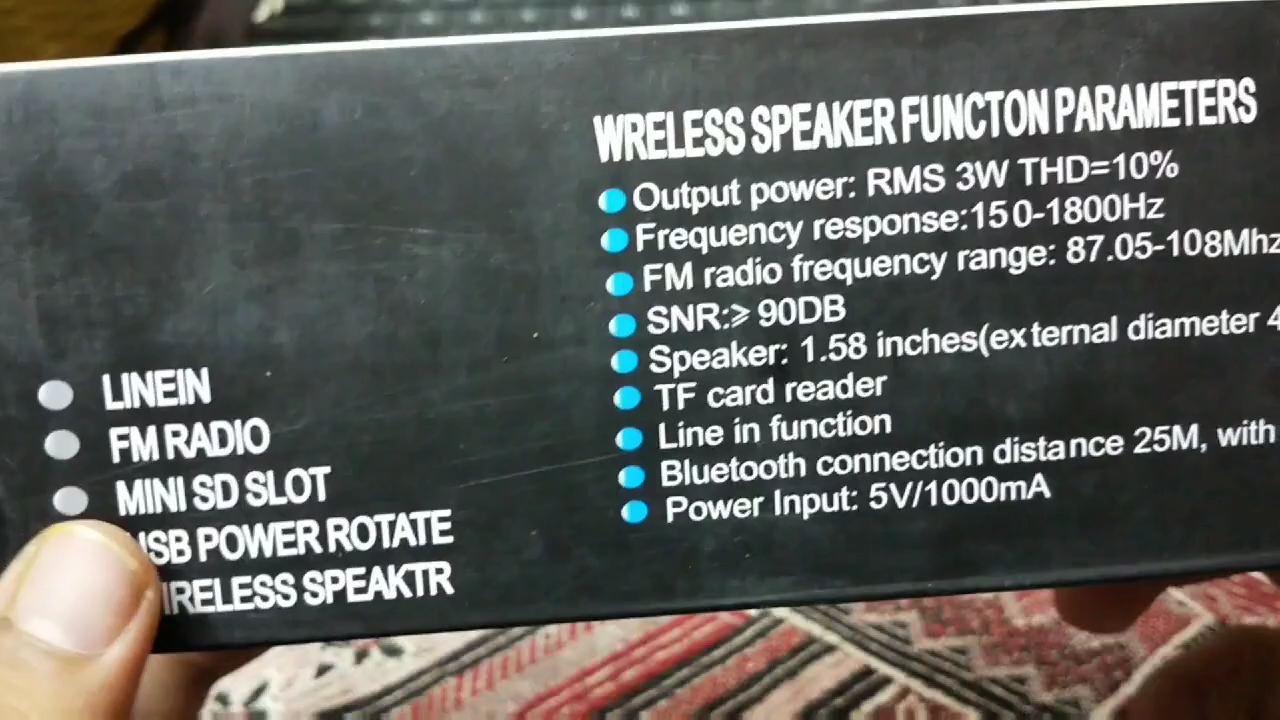 WRELESS SPEAKER FUNCTON PARAMETERS
Output power: RMS 3W THD=10%
Frequency response:150-1800Hz
FM radio frequency range: 87.05-108Mhz
SNR:⩾90DB
Speaker: 1.58 inches(external diameter 4
TF card reader
Line in function
Bluetooth connection distance 25M, with
Power Input: 5V/1000mA
LINEIN
FM RADIO
MINI SD SLOT
USB POWER ROTATE
IRELESS SPEAKTR